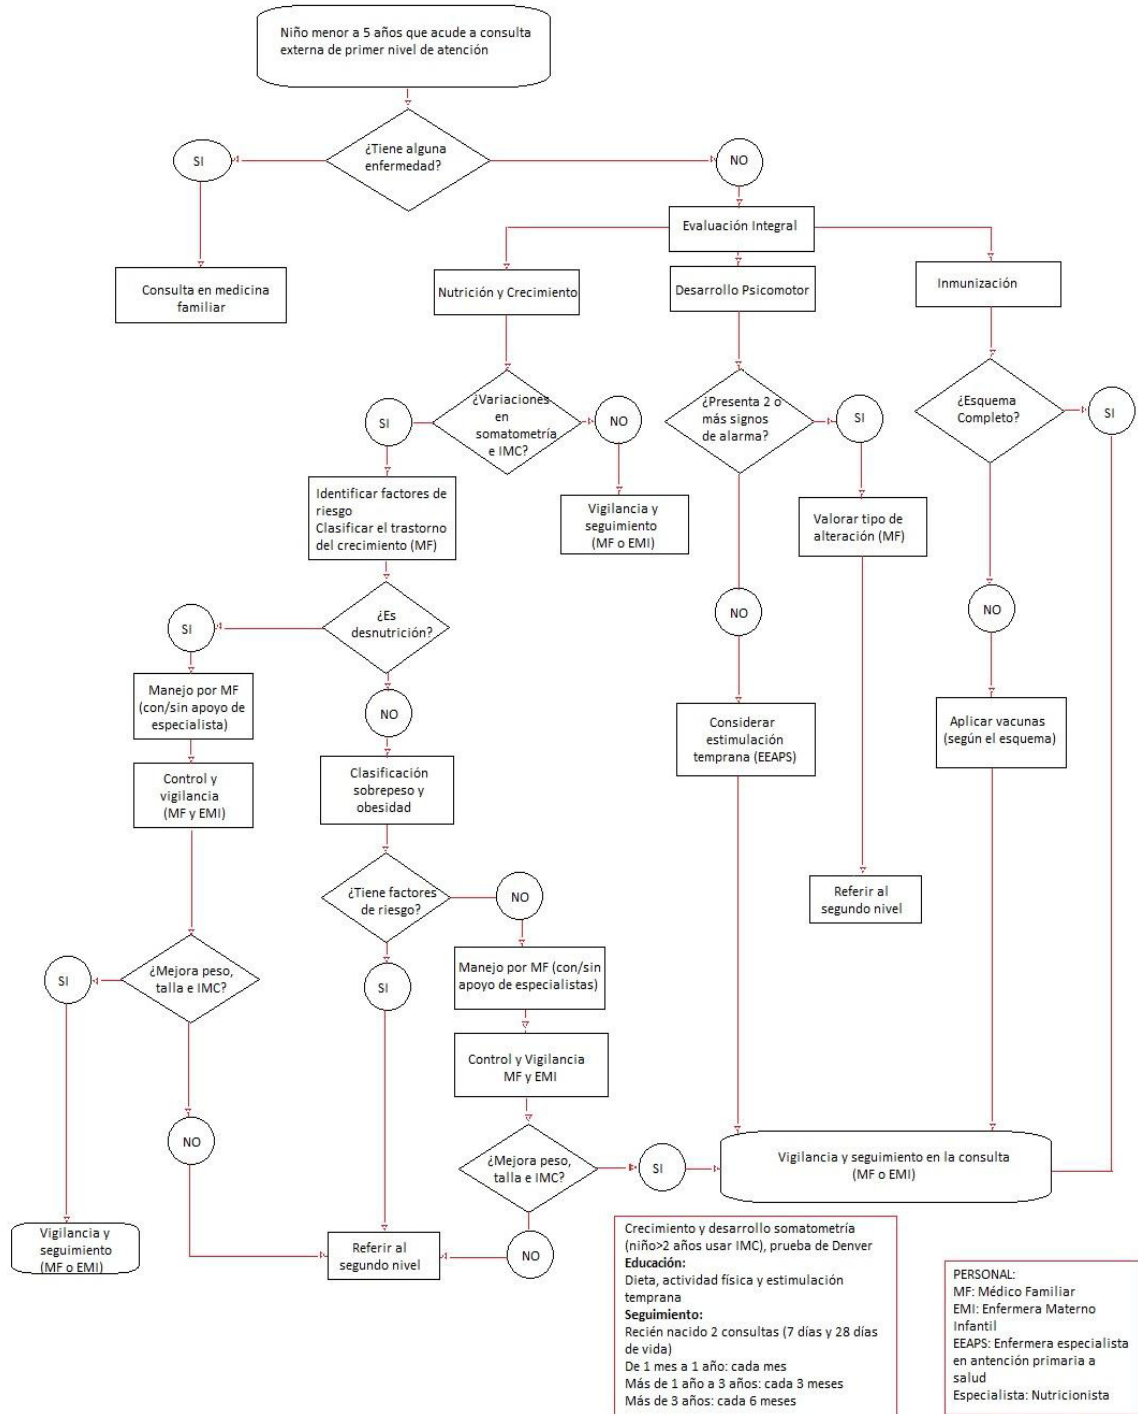 Niño menor a 5 años que acude a consulta
externa de primer nivel de atención
¿Tiene alguna
enfermedad?
SI
NO
Evaluación Integral
Consulta en medicina
familiar
Nutrición y Crecimiento
Desarrollo Psicomotor
Inmunización
¿Variaciones
en
somatometría
e IMC?
SI
NO
¿Presenta 2 o
más signos
de alarma?
SI
¿Esquema
Completo?
SI
Identificar factores de
riesgo
Clasificar el trastorno
del crecimiento (MF)
Vigilancia y
seguimiento
(MF o EMI)
Valorar tipo de
alteración (MF)
¿Es
desnutrición?
SI
NO
NO
NO
Manejo por MF
(con/sin apoyo de
especialista)
Considerar
estimulación
temprana (EEAPS)
Aplicar vacunas
(según el esquema)
Control y
vigilancia
(MF y EMI)
Clasificación
sobrepeso y
obesidad
¿Tiene factores
de riesgo?
NO
Referir al
segundo nivel
SI
¿Mejora peso,
talla e IMC?
SI
Manejo por MF (con/sin
apoyo de especialistas)
Control y Vigilancia
MF y EMI
NO
¿Mejora peso,
talla e IMC?
SI
Vigilancia y seguimiento en la consulta
(MF o EMI)
Vigilancia y
seguimiento
(MF o EMI)
Referir al
segundo nivel
NO
Crecimiento y desarrollo somatometría
(niño>2 años usar IMC), prueba de Denver
Educación:
Dieta, actividad física y estimulación
temprana
Seguimiento:
Recién nacido 2 consultas (7 días y 28 días
de vida)
De 1 mes a 1 año: cada mes
Más de 1 año a 3 años: cada 3 meses
Más de 3 años: cada 6 meses
PERSONAL:
MF: Médico Familiar
EMI: Enfermera Materno
Infantil
EEAPS: Enfermera especialista
en antención primaria a
salud
Especialista: Nutricionista